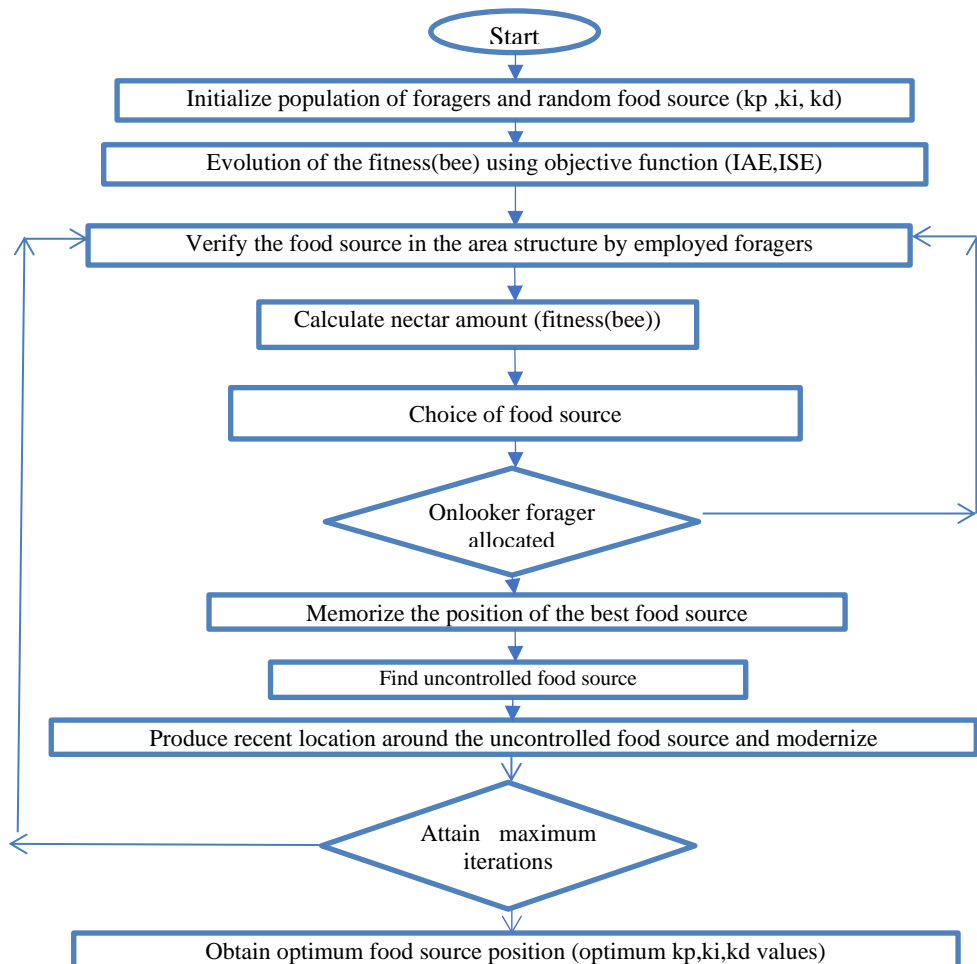 Start
Initialize population of foragers and random food source (kp ,ki, kd)
Evolution of the fitness(bee) using objective function (IAE,ISE)
Verify the food source in the area structure by employed foragers
Calculate nectar amount (fitness(bee))
Choice of food source
Onlooker forager
allocated
Memorize the position of the best food source
Find uncontrolled food source
Produce recent location around the uncontrolled food source and modernize
Attain maximum
iterations
Obtain optimum food source position (optimum kp,ki,kd values)